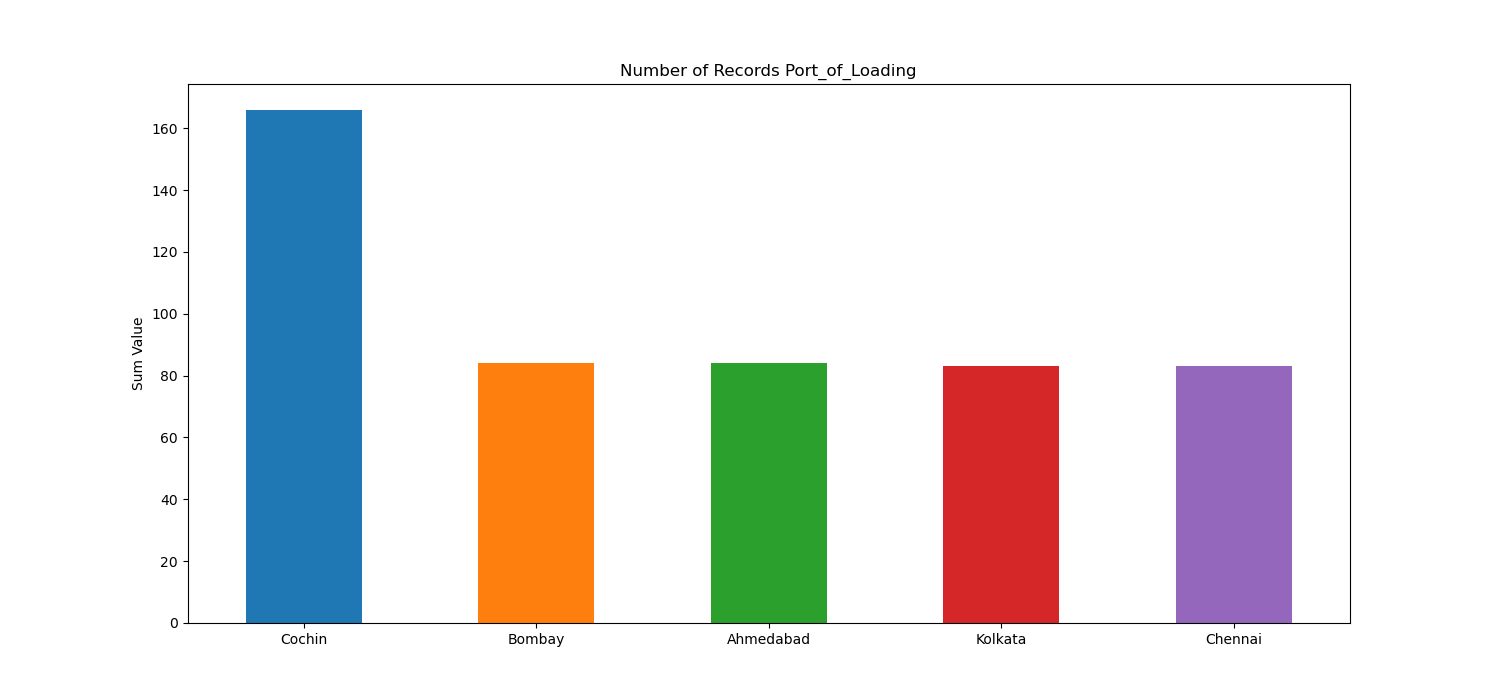 Number of Records Port_of_Loading
160
140
120
100
80
60
40
20
0
Sum Value
Cochin
Bombay
Ahmedabad
Kolkata
Chennai